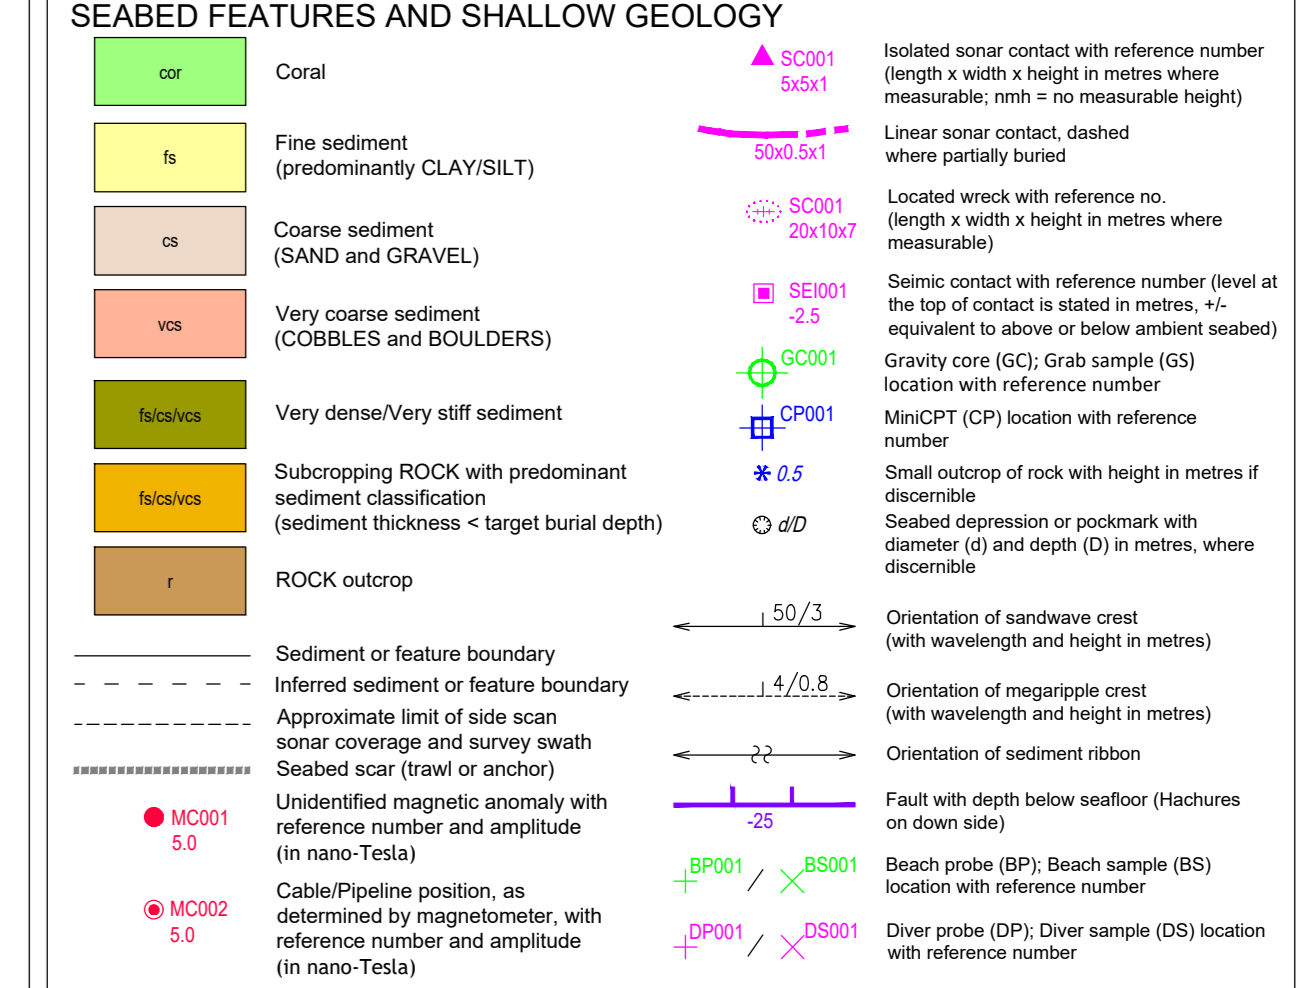 SEABED FEATURES AND SHALLOW GEOLOGY
cor
Coral
fs
Fine sediment
(predominantly CLAY/SILT)
cs
Coarse sediment
(SAND and GRAVEL)
vcs
Very coarse sediment
(COBBLES and BOULDERS)
fs/cs/vcs
Very dense/Very stiff sediment
fs/cs/vcs
Subcropping ROCK with predominant
sediment classification
(sediment thickness < target burial depth)
r
ROCK outcrop
Sediment or feature boundary
Inferred sediment or feature boundary
Approximate limit of side scan
sonar coverage and survey swath
Seabed scar (trawl or anchor)
MC001
5.0
Unidentified magnetic anomaly with
reference number and amplitude
(in nano-Tesla)
MC002
5.0
Cable/Pipeline position, as
determined by magnetometer, with
reference number and amplitude
(in nano-Tesla)
SC001
5x5x1
Isolated sonar contact with reference number
(length x width x height in metres where
measurable; nmh = no measurable height)
50x0.5x1
Linear sonar contact, dashed
where partially buried
SC001
20x10x7
Located wreck with reference no.
(length x width x height in metres where
measurable)
SEI001
-2.5
Seimic contact with reference number (level at
the top of contact is stated in metres, +/-
equivalent to above or below ambient seabed)
GC001
Gravity core (GC); Grab sample (GS)
location with reference number
CP001
MiniCPT (CP) location with reference
number
0.5
Small outcrop of rock with height in metres if
discernible
d/D
Seabed depression or pockmark with
diameter (d) and depth (D) in metres, where
discernible
50/3
Orientation of sandwave crest
(with wavelength and height in metres)
4/0.8
Orientation of megaripple crest
(with wavelength and height in metres)
Orientation of sediment ribbon
-25
Fault with depth below seafloor (Hachures
on down side)
BP001 / BS001
Beach probe (BP); Beach sample (BS)
location with reference number
DP001 / DS001
Diver probe (DP); Diver sample (DS) location
with reference number